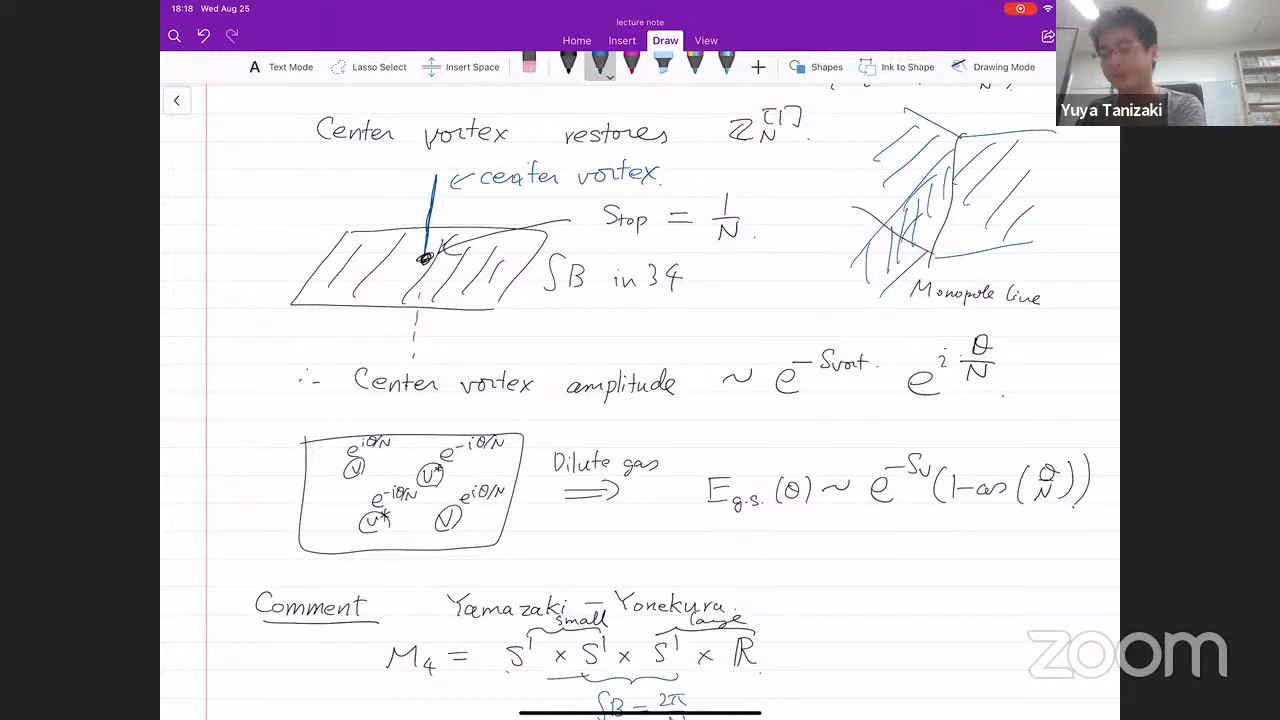 18:18 Wed Aug 25
lecture note
Home Insert Draw View
Text Mode Lasso Select Insert Space Shapes Ink to Shape Drawing Mode
Yuya Tanizaki
Center vortex restores ℤ_N^[1].
← center vortex.
S_top = 1/N.
∫B in 34
Monopole line
∴ Center vortex amplitude ~ e^{-S_vort.} e^{i θ/N}.
e^{iθ/N} e^{-iθ/N}
V V*
e^{-iθ/N} e^{iθ/N}
V* V
Dilute gas
⟹
E_{g.s.}(θ) ~ e^{-S_v}(1-cos(θ/N))
Comment Yamazaki – Yonekura.
small large
M_4 = S^1 × S^1 × S^1 × ℝ
∫B = 2π
zoom